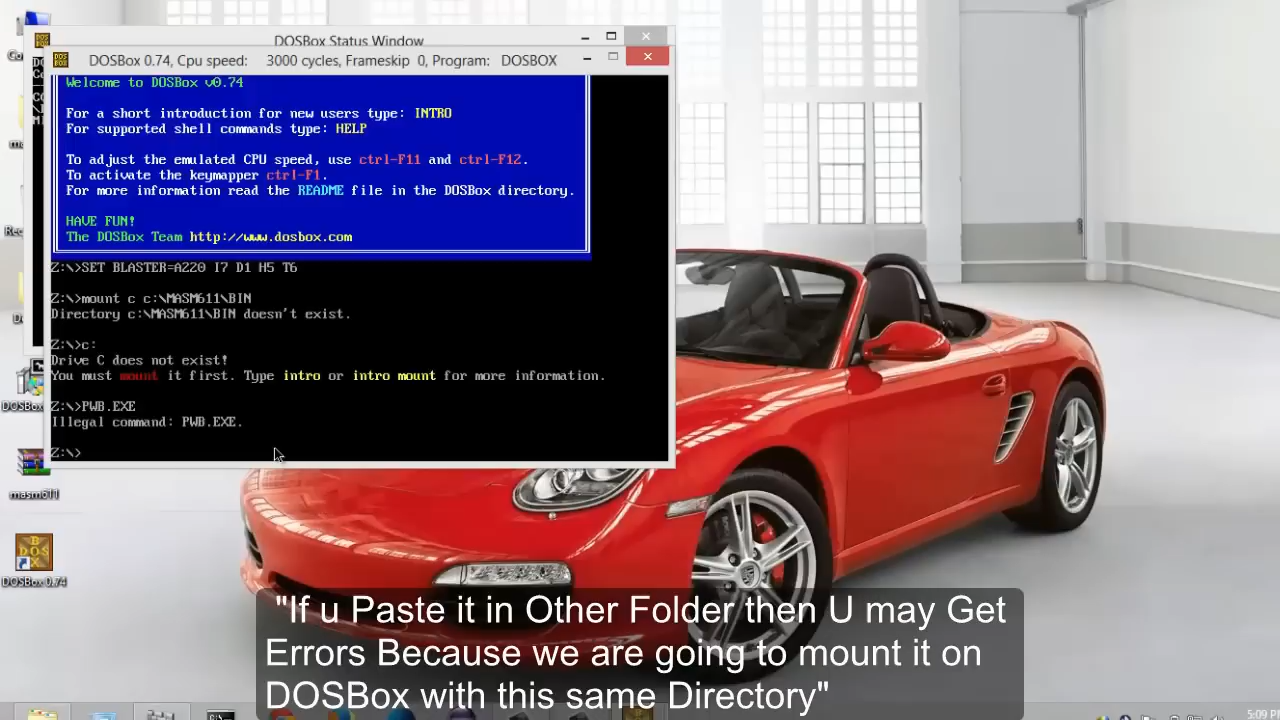 DOSBox Status Window
DOSBox 0.74, Cpu speed: 3000 cycles, Frameskip 0, Program: DOSBOX
Welcome to DOSBox v0.74
For a short introduction for new users type: INTRO
For supported shell commands type: HELP
To adjust the emulated CPU speed, use ctrl-F11 and ctrl-F12.
To activate the keymapper ctrl-F1.
For more information read the README file in the DOSBox directory.
HAVE FUN!
The DOSBox Team http://www.dosbox.com
Z:\>SET BLASTER=A220 I7 D1 H5 T6
Z:\>mount c c:\MASM611\BIN
Directory c:\MASM611\BIN doesn't exist.
Z:\>c:
Drive C does not exist!
You must mount it first. Type intro or intro mount for more information.
Z:\>PWB.EXE
Illegal command: PWB.EXE.
Z:\>
masm611
DOSBox 0.74
"If u Paste it in Other Folder then U may Get
Errors Because we are going to mount it on
DOSBox with this same Directory"